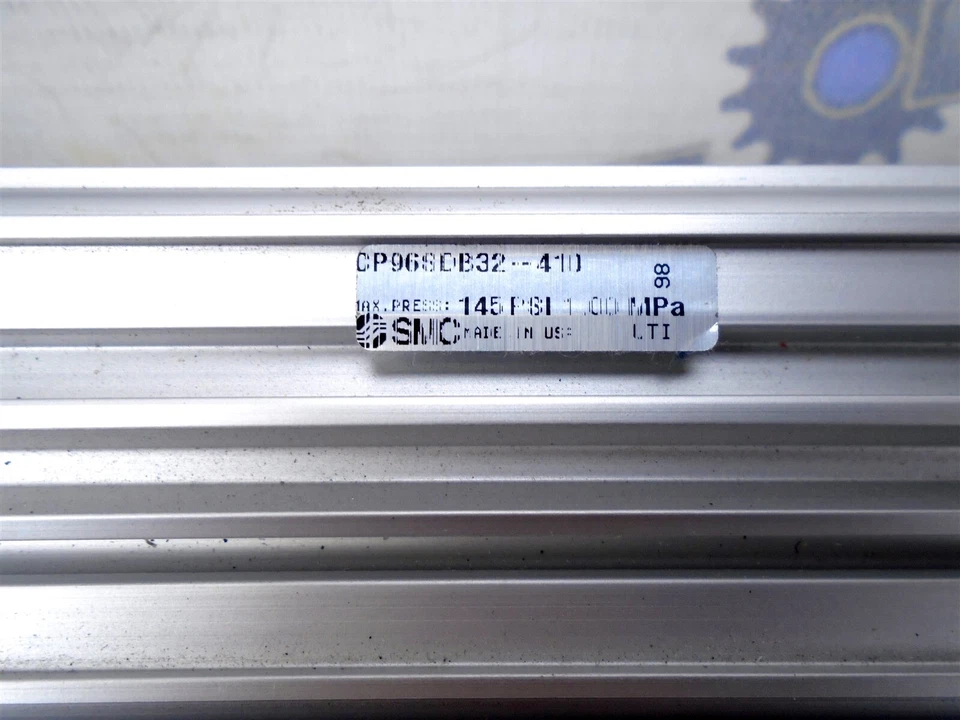 CP96SDB32--410
MAX.PRESS: 145 PSI 1.00 MPa
SMC MADE IN USA LTI
98